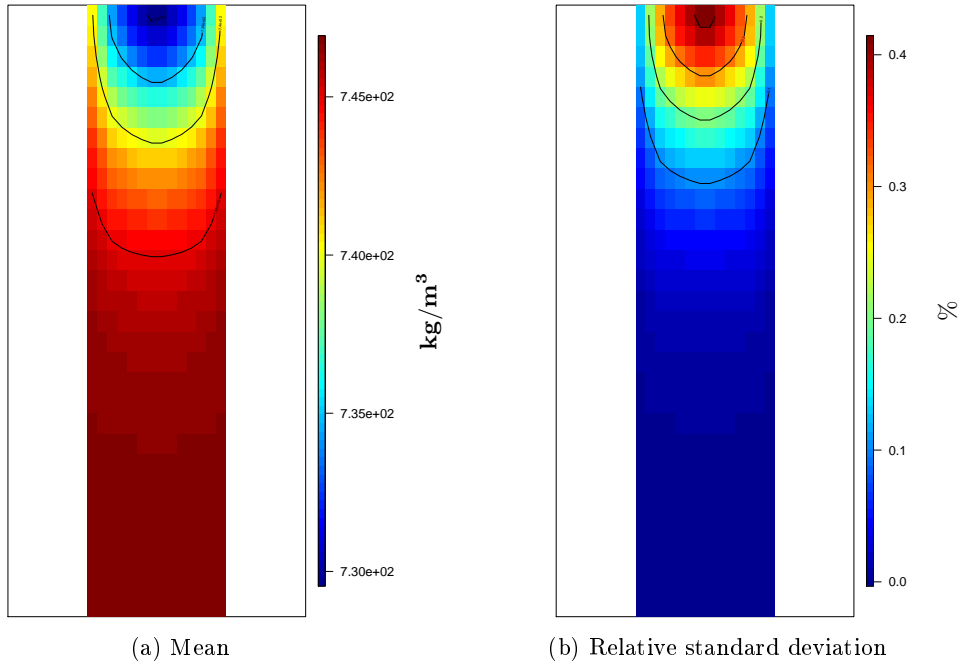 7.45e+02
7.40e+02
7.35e+02
7.30e+02
kg/m³
0.4
0.3
0.2
0.1
0.0
%
(a) Mean
(b) Relative standard deviation